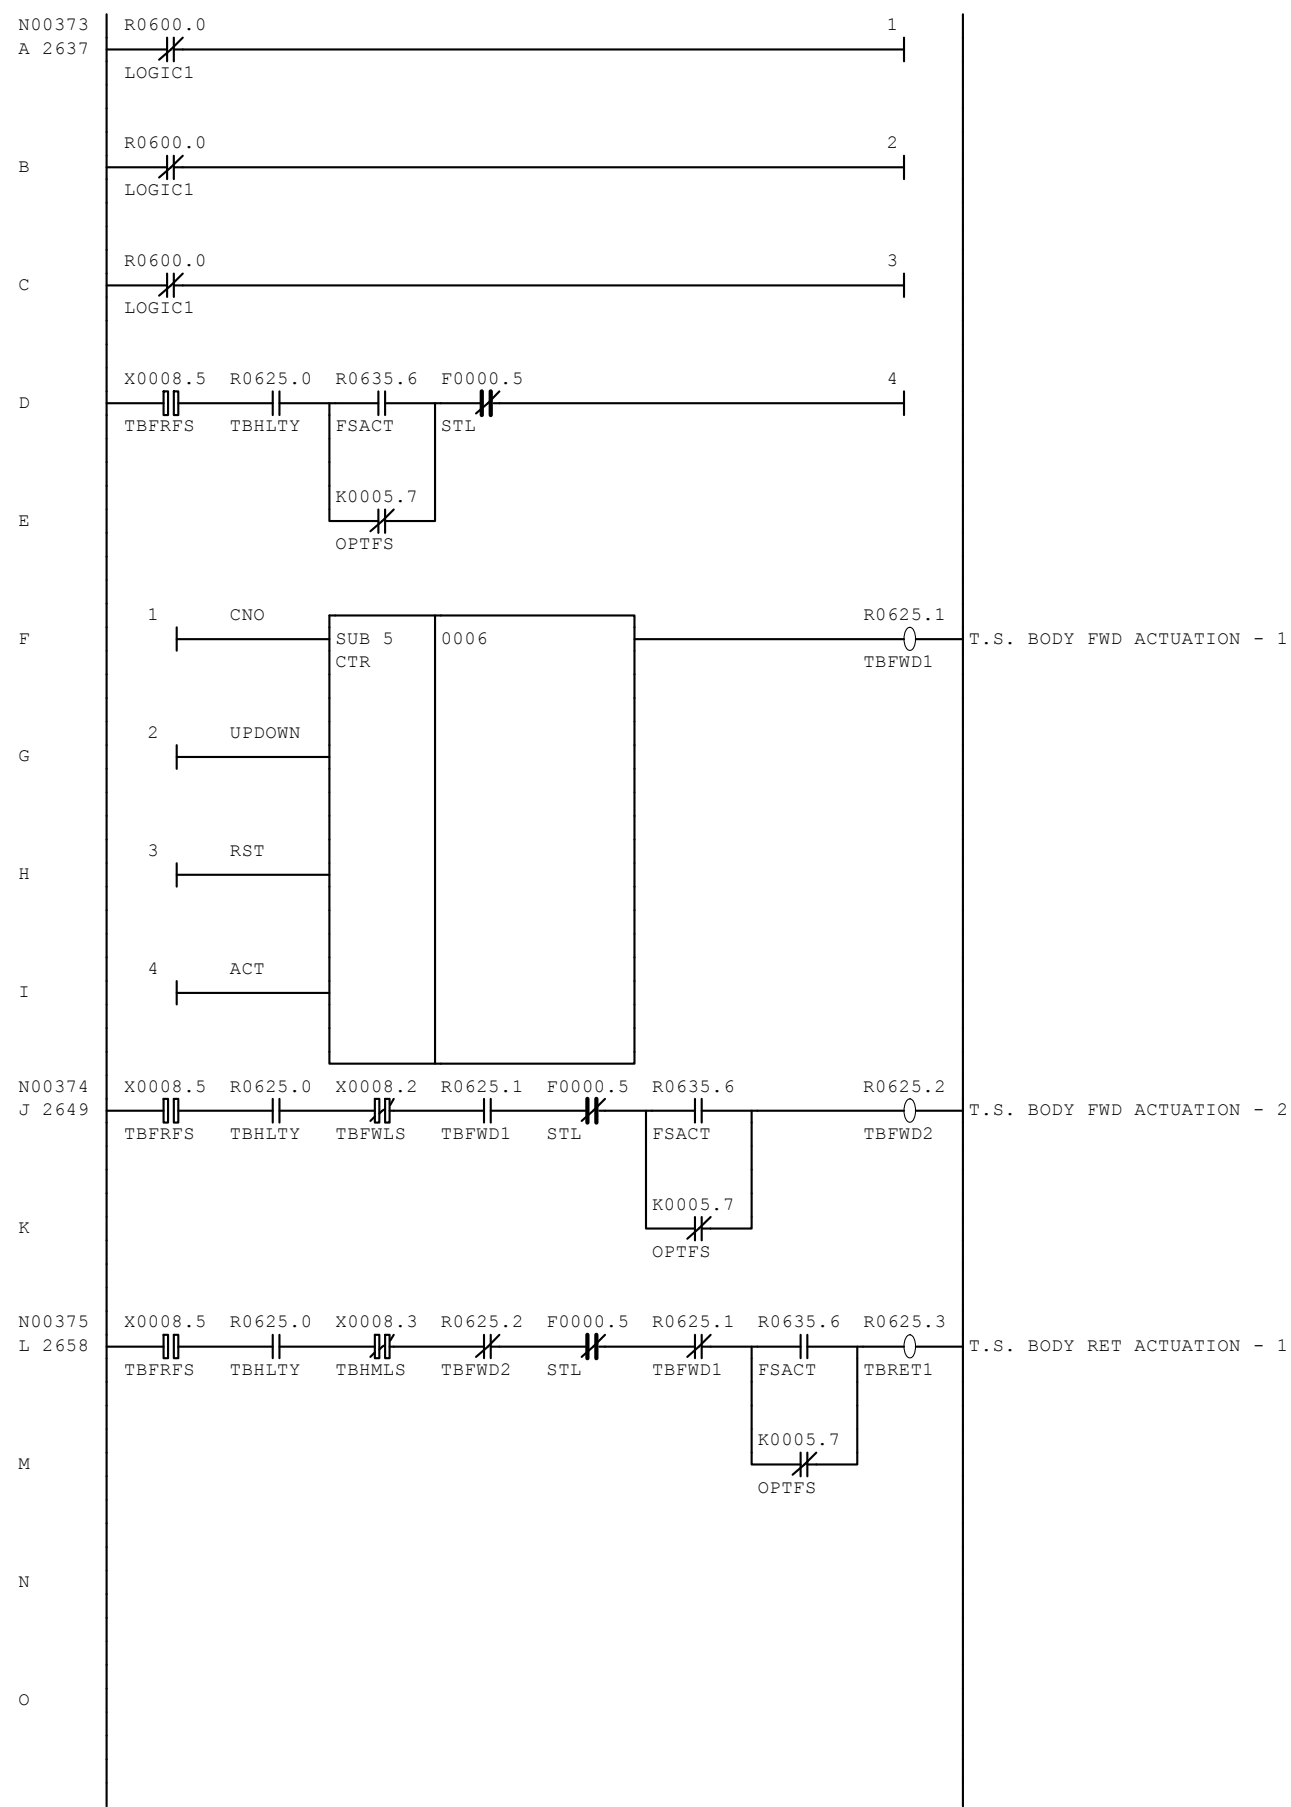 N00373 R0600.0 1
A 2637
LOGIC1
R0600.0 2
B
LOGIC1
R0600.0 3
C
LOGIC1
X0008.5 R0625.0 R0635.6 F0000.5 4
D
TBFRFS TBHLTY FSACT STL
K0005.7
E
OPTFS
1 CNO R0625.1
F SUB 5 0006 T.S. BODY FWD ACTUATION - 1
CTR TBFWD1
2 UPDOWN
G
3 RST
H
4 ACT
I
N00374 X0008.5 R0625.0 X0008.2 R0625.1 F0000.5 R0635.6 R0625.2
J 2649 T.S. BODY FWD ACTUATION - 2
TBFRFS TBHLTY TBFWLS TBFWD1 STL FSACT TBFWD2
K0005.7
K
OPTFS
N00375 X0008.5 R0625.0 X0008.3 R0625.2 F0000.5 R0625.1 R0635.6 R0625.3
L 2658 T.S. BODY RET ACTUATION - 1
TBFRFS TBHLTY TBHMLS TBFWD2 STL TBFWD1 FSACT TBRET1
K0005.7
M
OPTFS
N
O